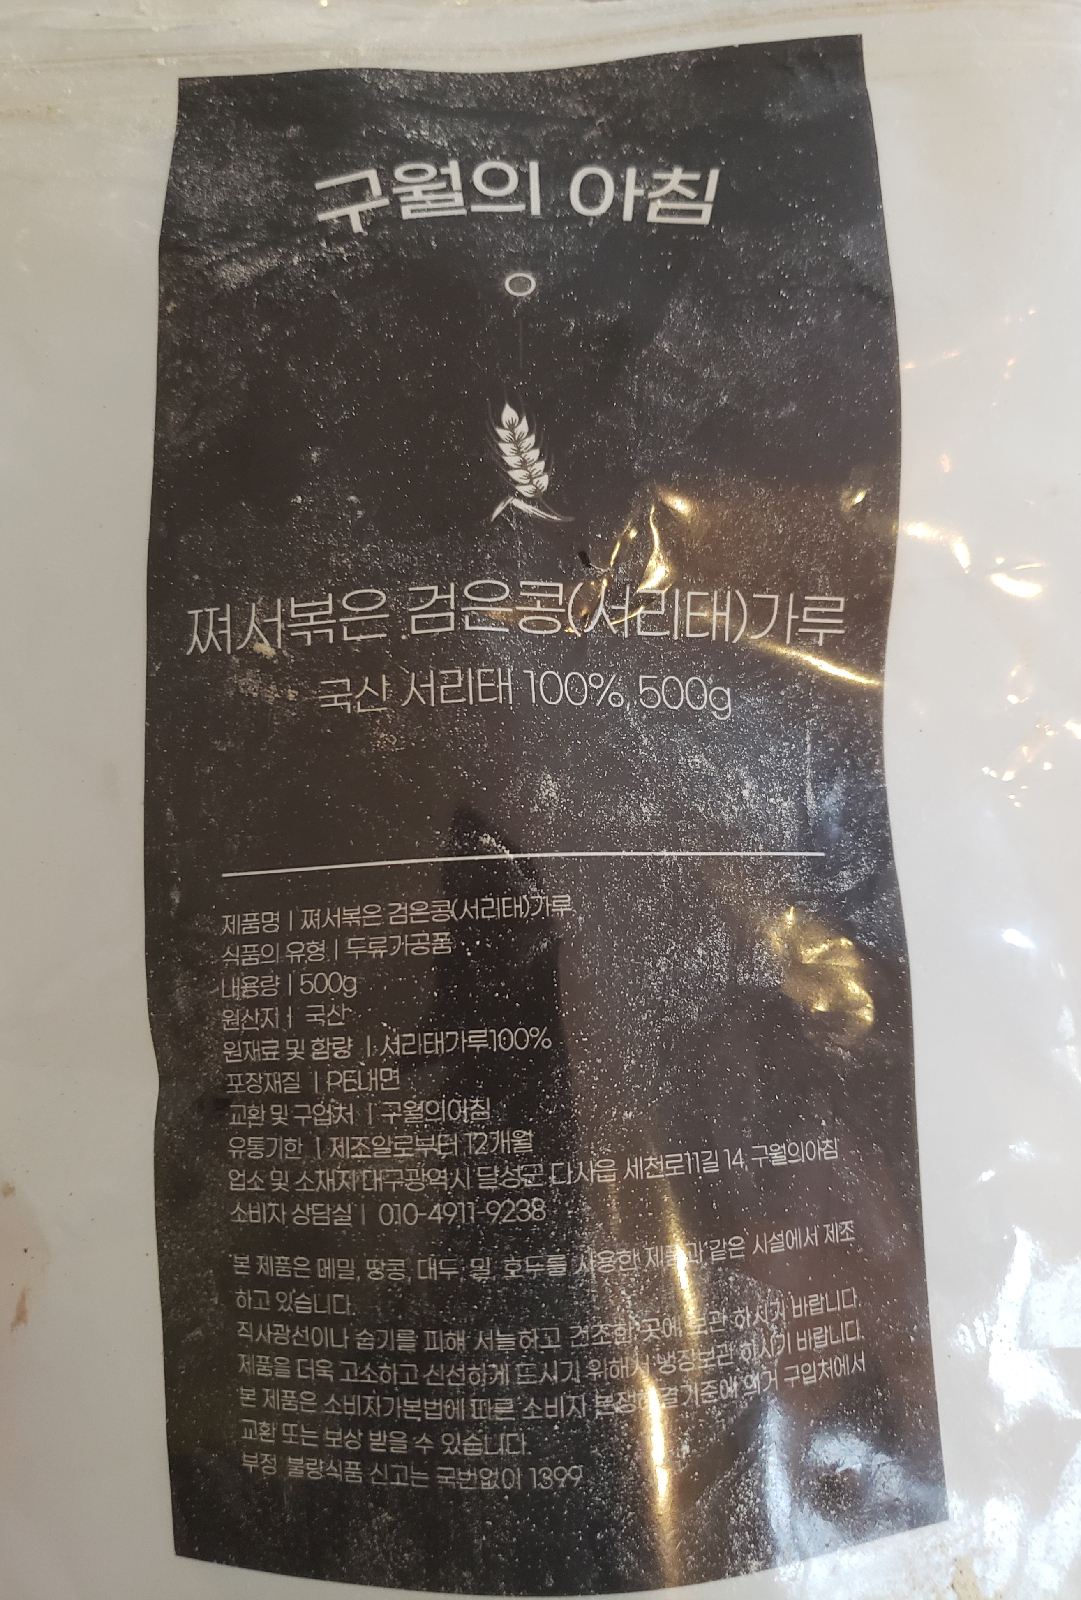 구월의 아침
쪄서볶은 검은콩(서리태)가루
국산 서리태 100%, 500g
제품명 | 쪄서볶은 검은콩(서리태)가루
식품의 유형 | 두류가공품
내용량 | 500g
원산지 | 국산
원재료 및 함량 | 서리태가루100%
포장재질 | PE내면
교환 및 구입처 | 구월의아침
유통기한 | 제조일로부터 12개월
업소 및 소재지 대구광역시 달성군 다사읍 세천로11길 14 구월의아침
소비자 상담실 | 010-4911-9238
본 제품은 메밀, 땅콩, 대두, 밀, 호두를 사용한 제품과 같은 시설에서 제조
하고 있습니다.
직사광선이나 습기를 피해 서늘하고 건조한 곳에 보관 하시기 바랍니다.
제품을 더욱 고소하고 신선하게 드시기 위해서 냉장보관 하시기 바랍니다.
본 제품은 소비자기본법에 따른 소비자 분쟁해결기준에 의거 구입처에서
교환 또는 보상 받을 수 있습니다.
부정 불량식품 신고는 국번없이 1399